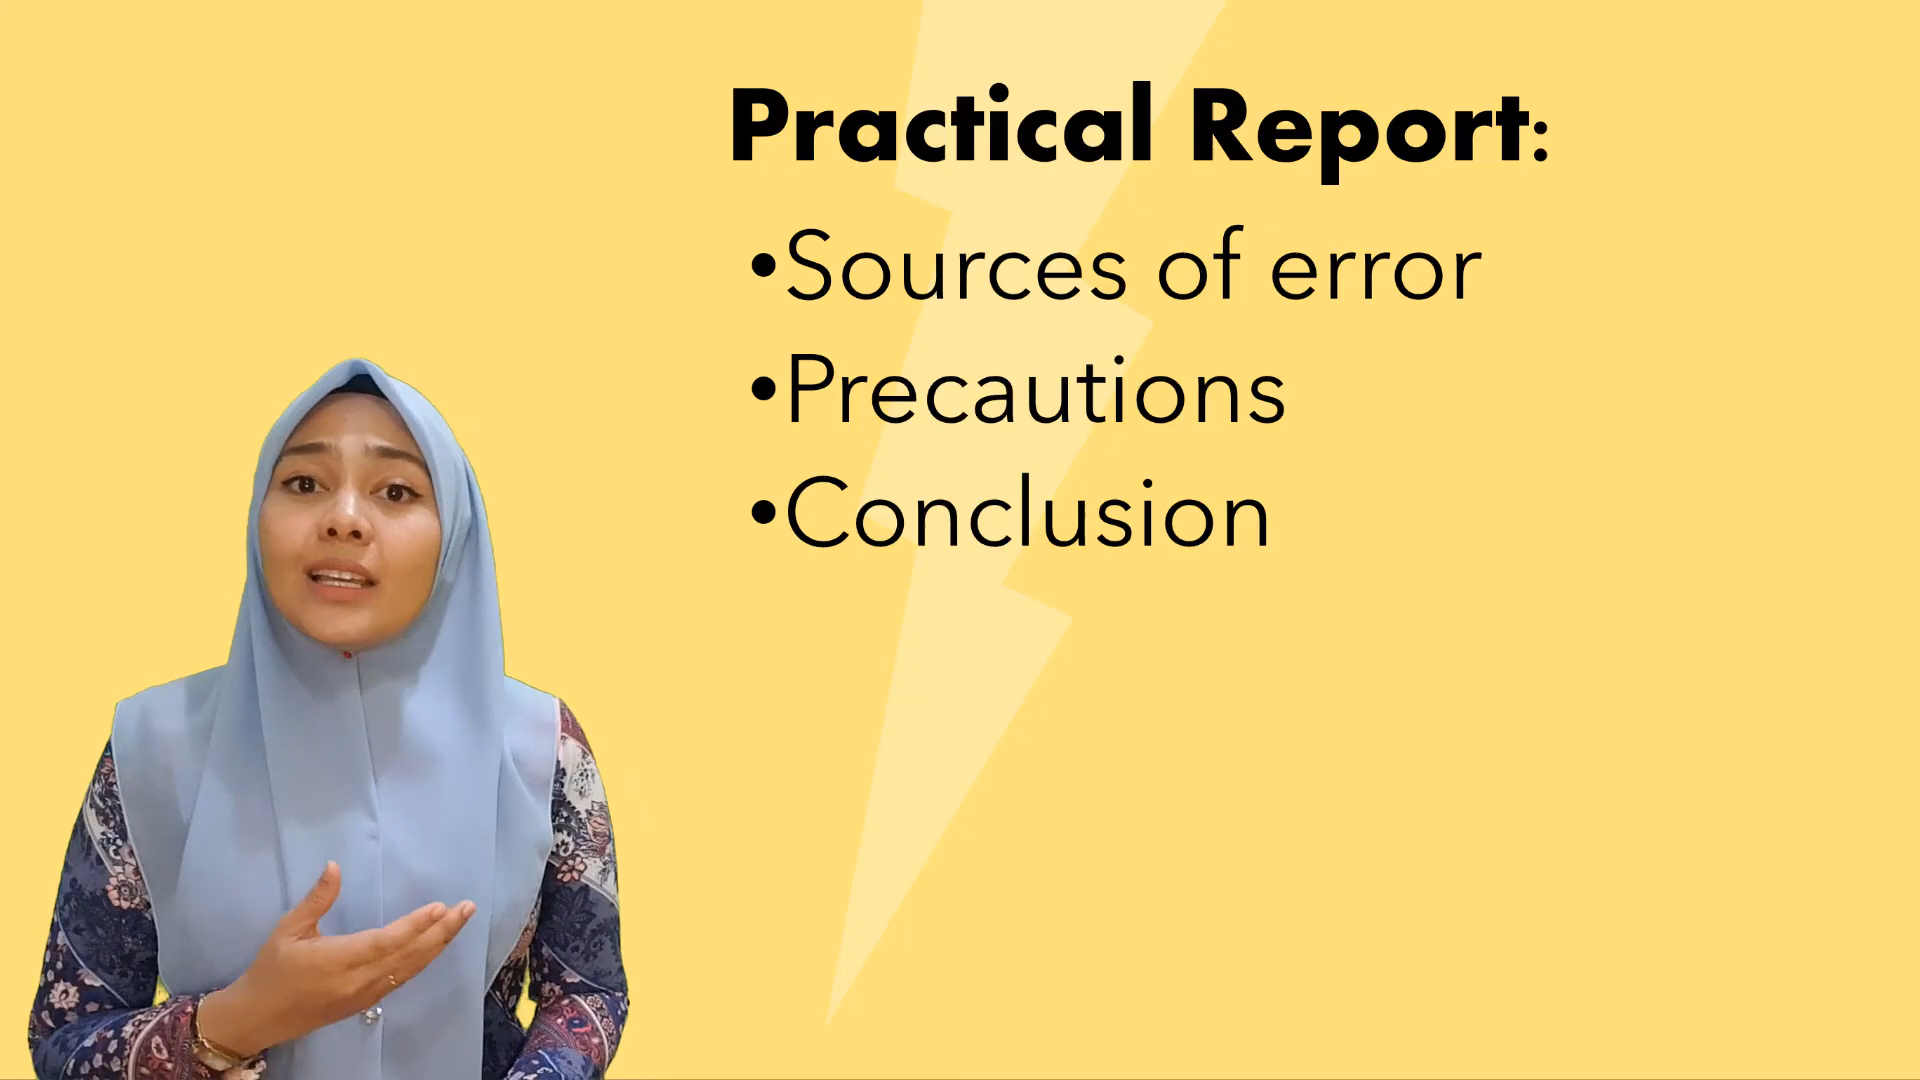 Practical Report:
•Sources of error
•Precautions
•Conclusion